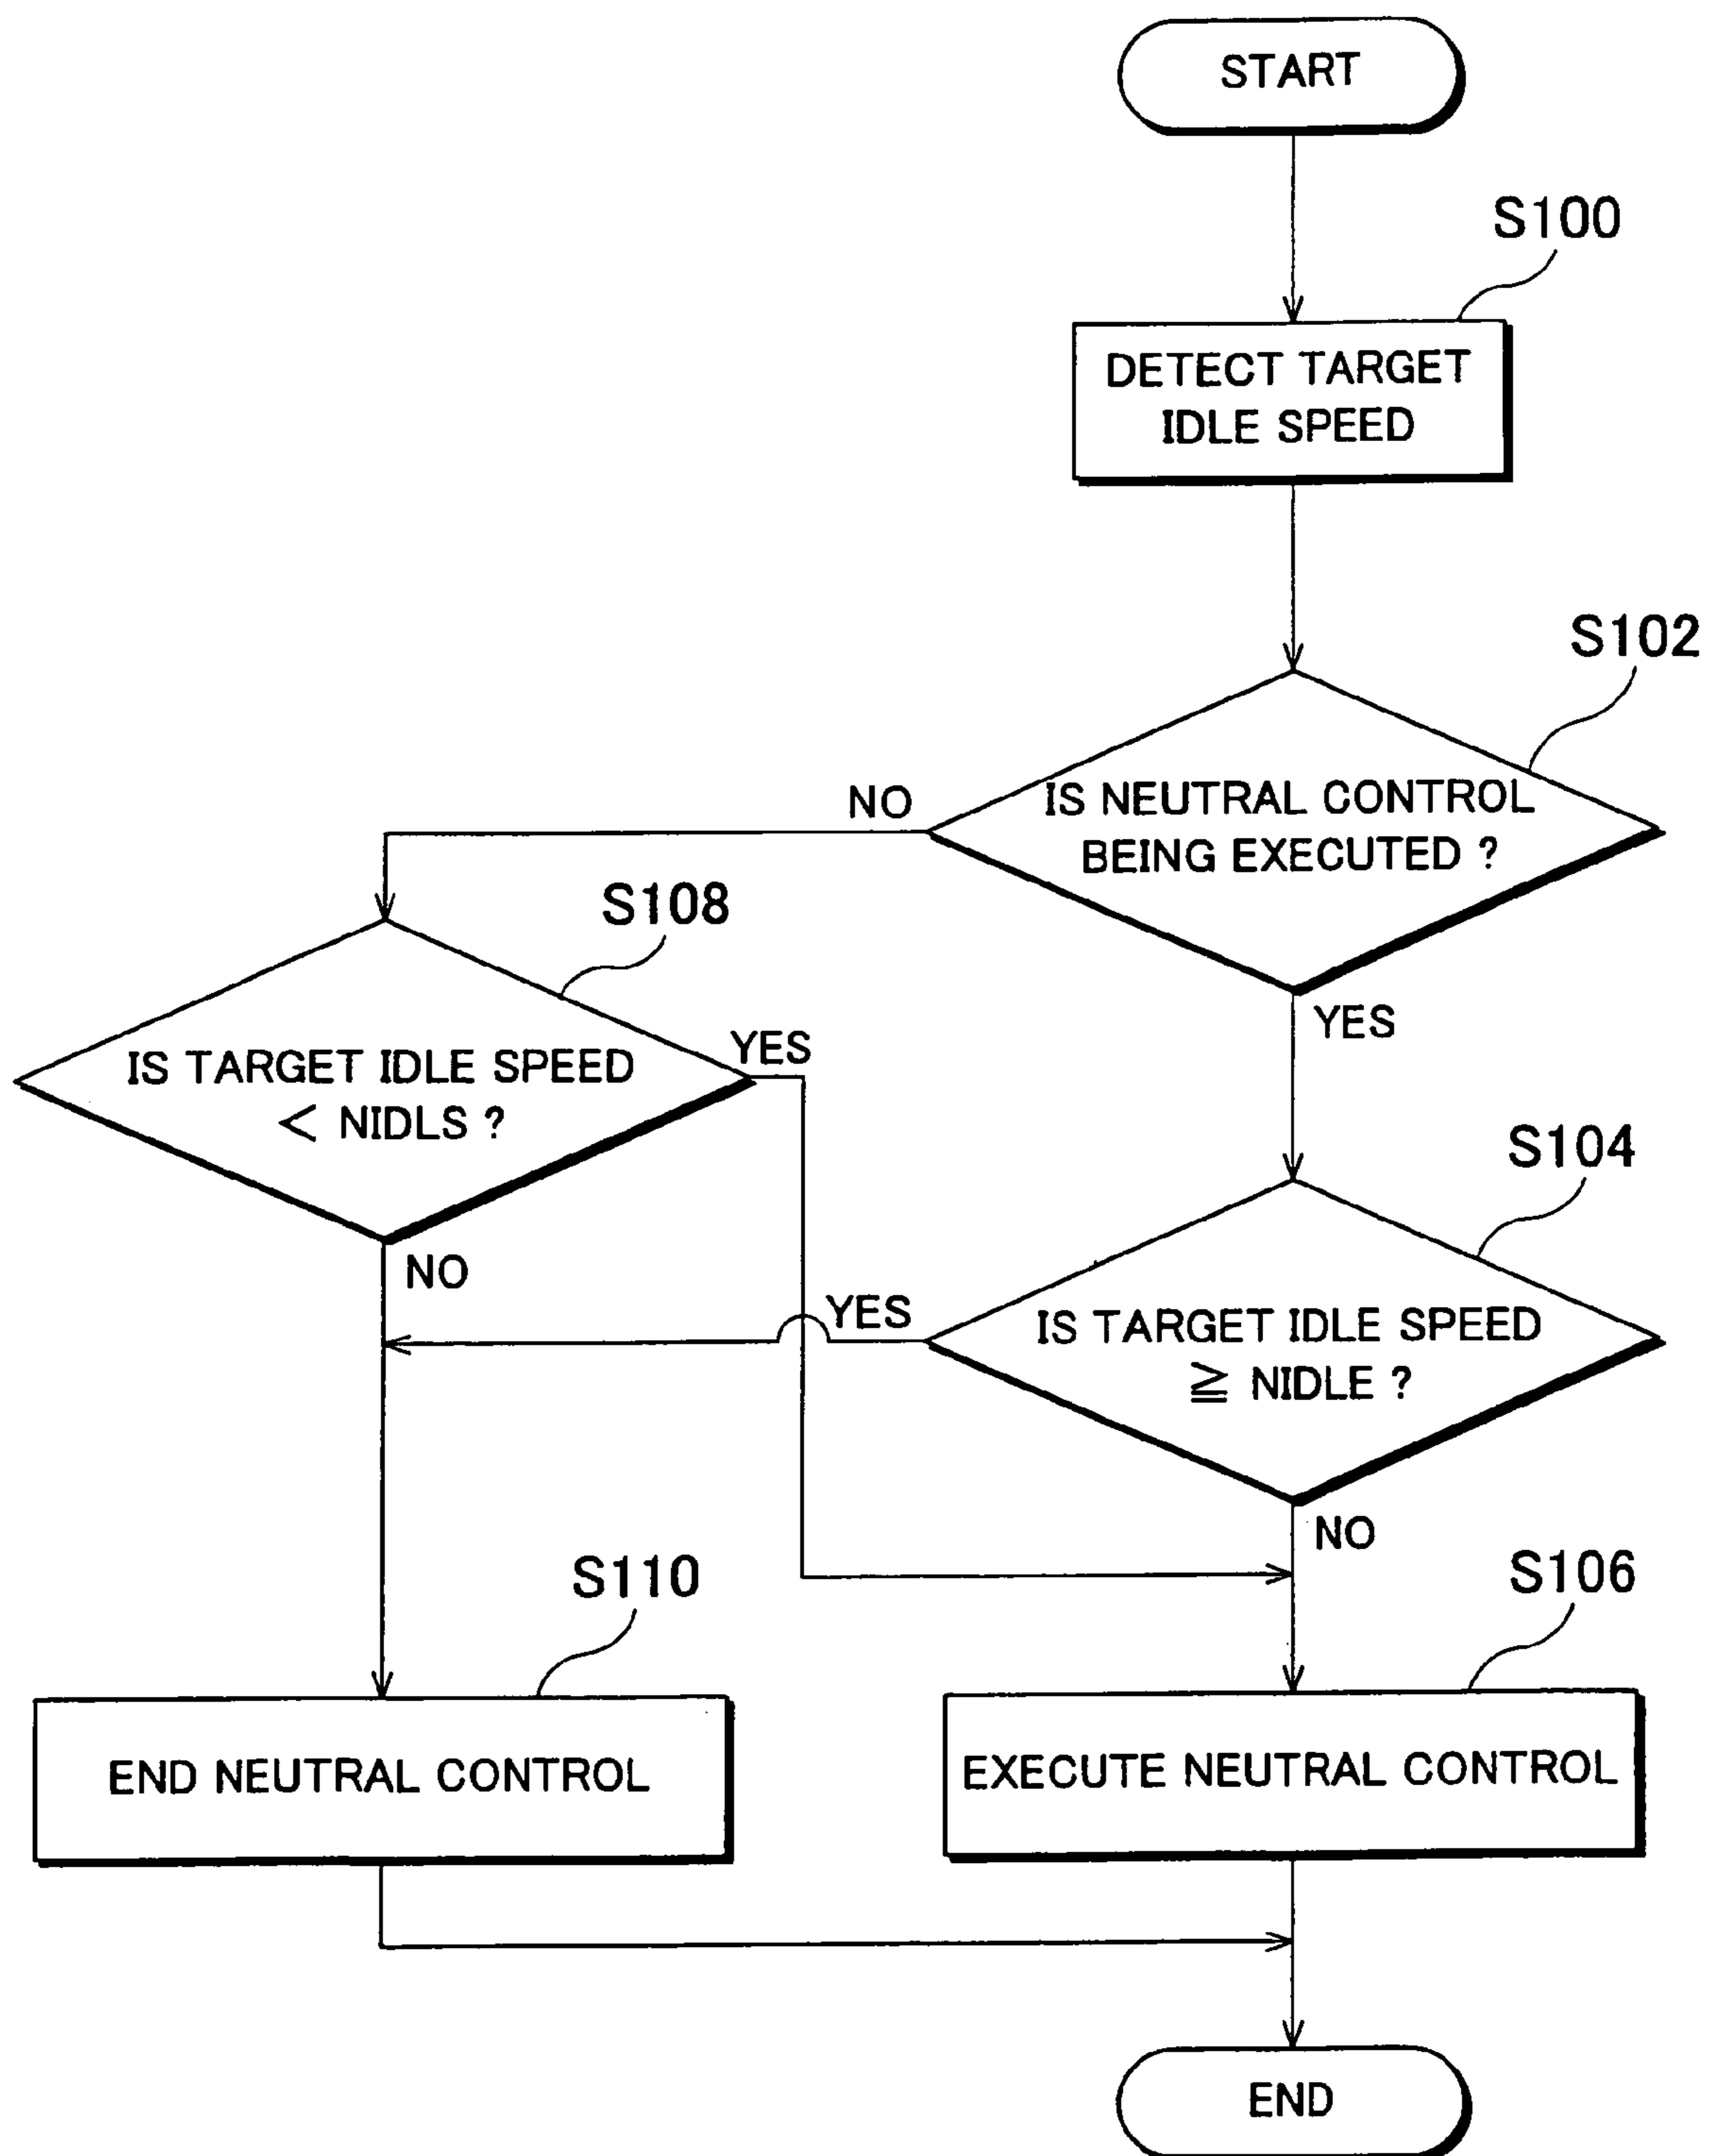 START
S100
DETECT TARGET
IDLE SPEED
S102
IS NEUTRAL CONTROL
BEING EXECUTED ?
NO
YES
S108
IS TARGET IDLE SPEED
< NIDLS ?
YES
NO
S104
IS TARGET IDLE SPEED
≧ NIDLE ?
YES
NO
S110
END NEUTRAL CONTROL
S106
EXECUTE NEUTRAL CONTROL
END